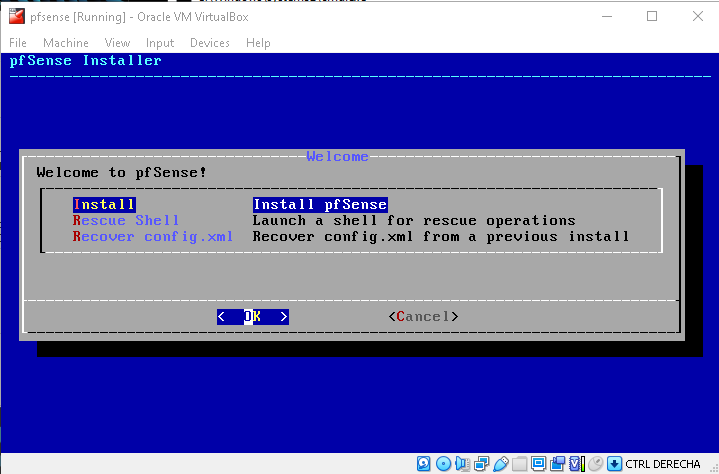 pfsense [Running] - Oracle VM VirtualBox
File Machine View Input Devices Help
pfSense Installer
Welcome
Welcome to pfSense!
Install Install pfSense
Rescue Shell Launch a shell for rescue operations
Recover config.xml Recover config.xml from a previous install
< OK > <Cancel>
CTRL DERECHA